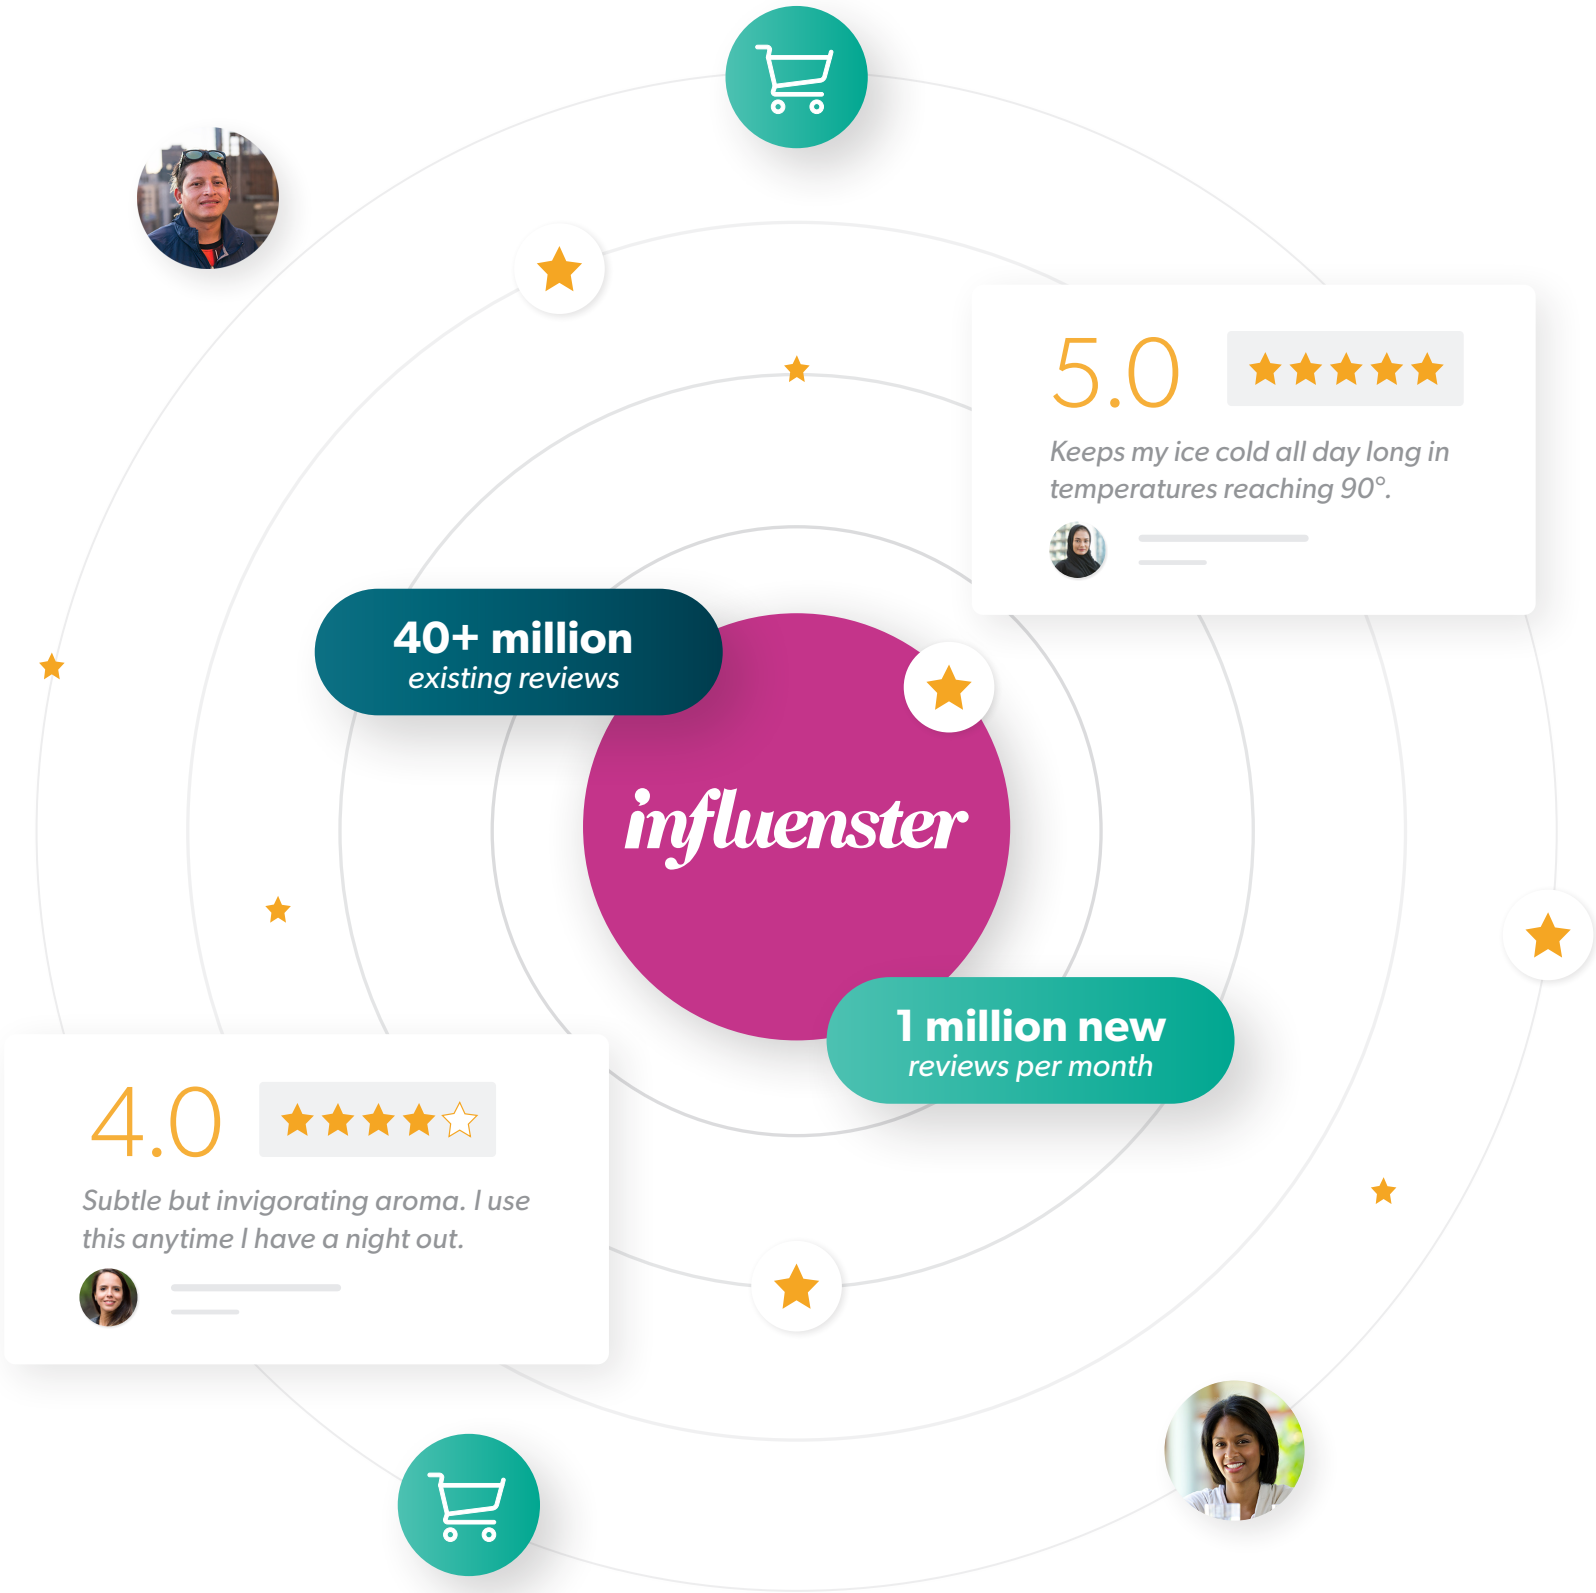 5.0
Keeps my ice cold all day long in
temperatures reaching 90°.
40+ million
existing reviews
influenster
1 million new
reviews per month
4.0
Subtle but invigorating aroma. I use
this anytime I have a night out.